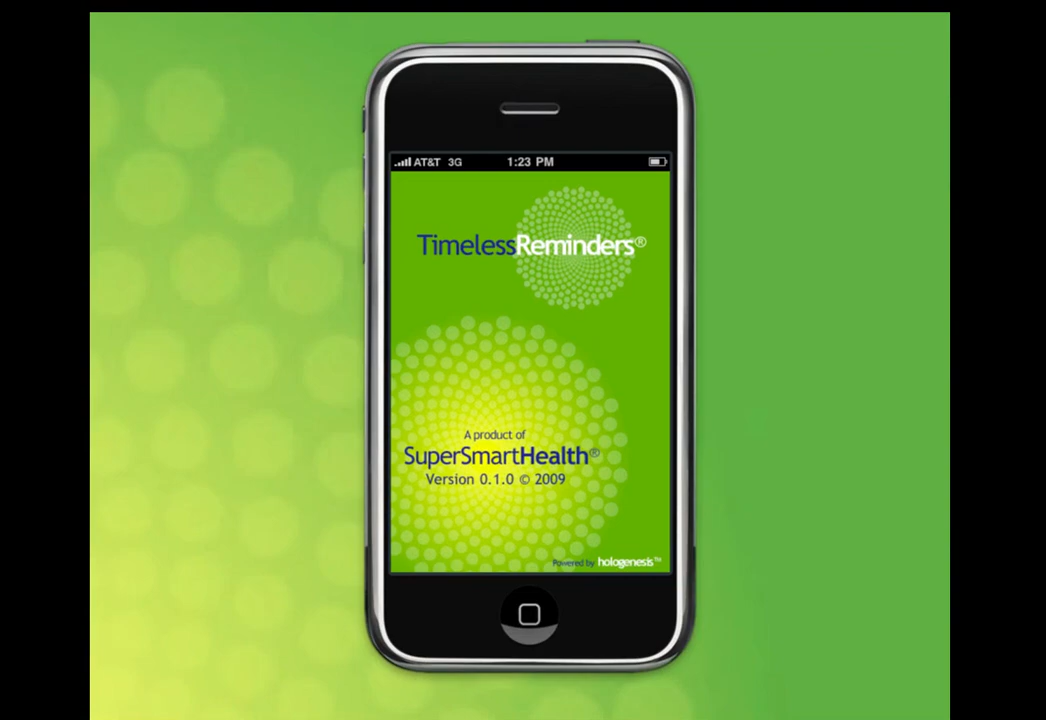 AT&T 3G 1:23 PM
TimelessReminders®
A product of
SuperSmartHealth®
Version 0.1.0 © 2009
Powered by hologenesis™